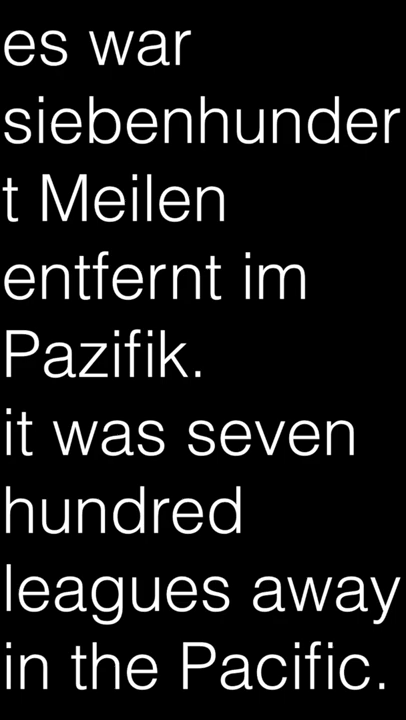 es war
siebenhunder
t Meilen
entfernt im
Pazifik.
it was seven
hundred
leagues away
in the Pacific.